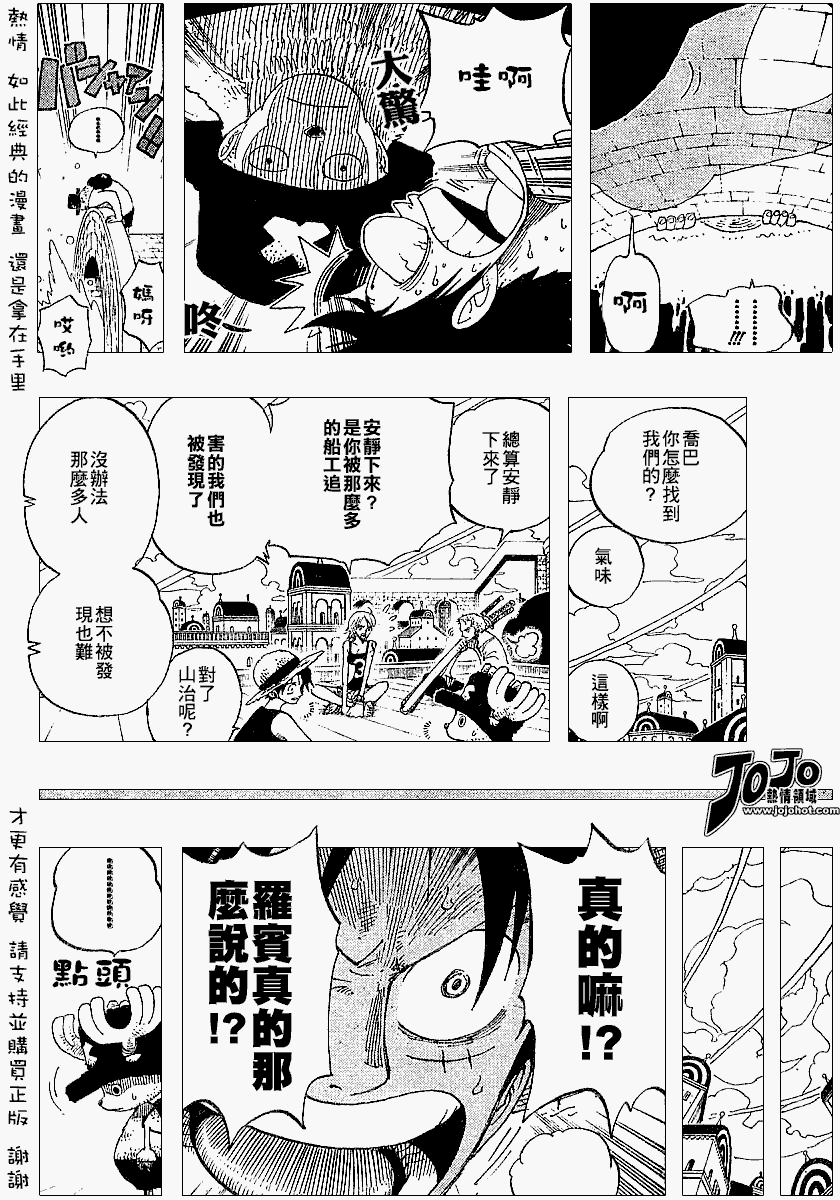 啊
哇啊
大驚
咚
バシャアン!!
媽呀
哎喲
喬巴
你怎麼找到
我們的？
氣味
這樣啊
總算安靜
下來了
安靜下來？
是你被那麼多
的船工追
害的我們也
被發現了
對了
山治呢？
沒辦法
那麼多人
想不被發
現也難
真的嘛!?
羅賓真的那
麼說的!?
點頭
JOJO
熱情領域
www.jojohot.com
熱情 如此經典的漫畫 還是拿在手里
才更有感覺 請支持並購買正版 謝謝